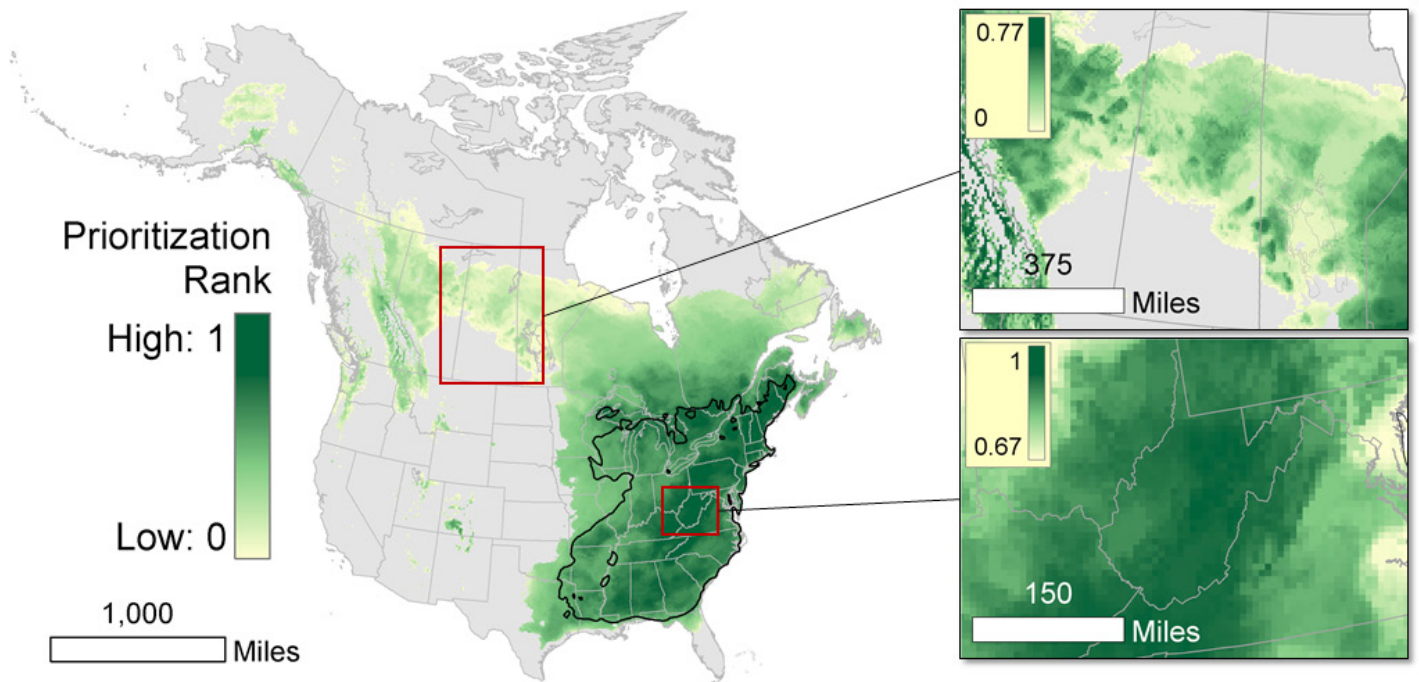 Prioritization
Rank
High: 1
Low: 0
1,000
Miles
0.77
0
375
Miles
1
0.67
150
Miles